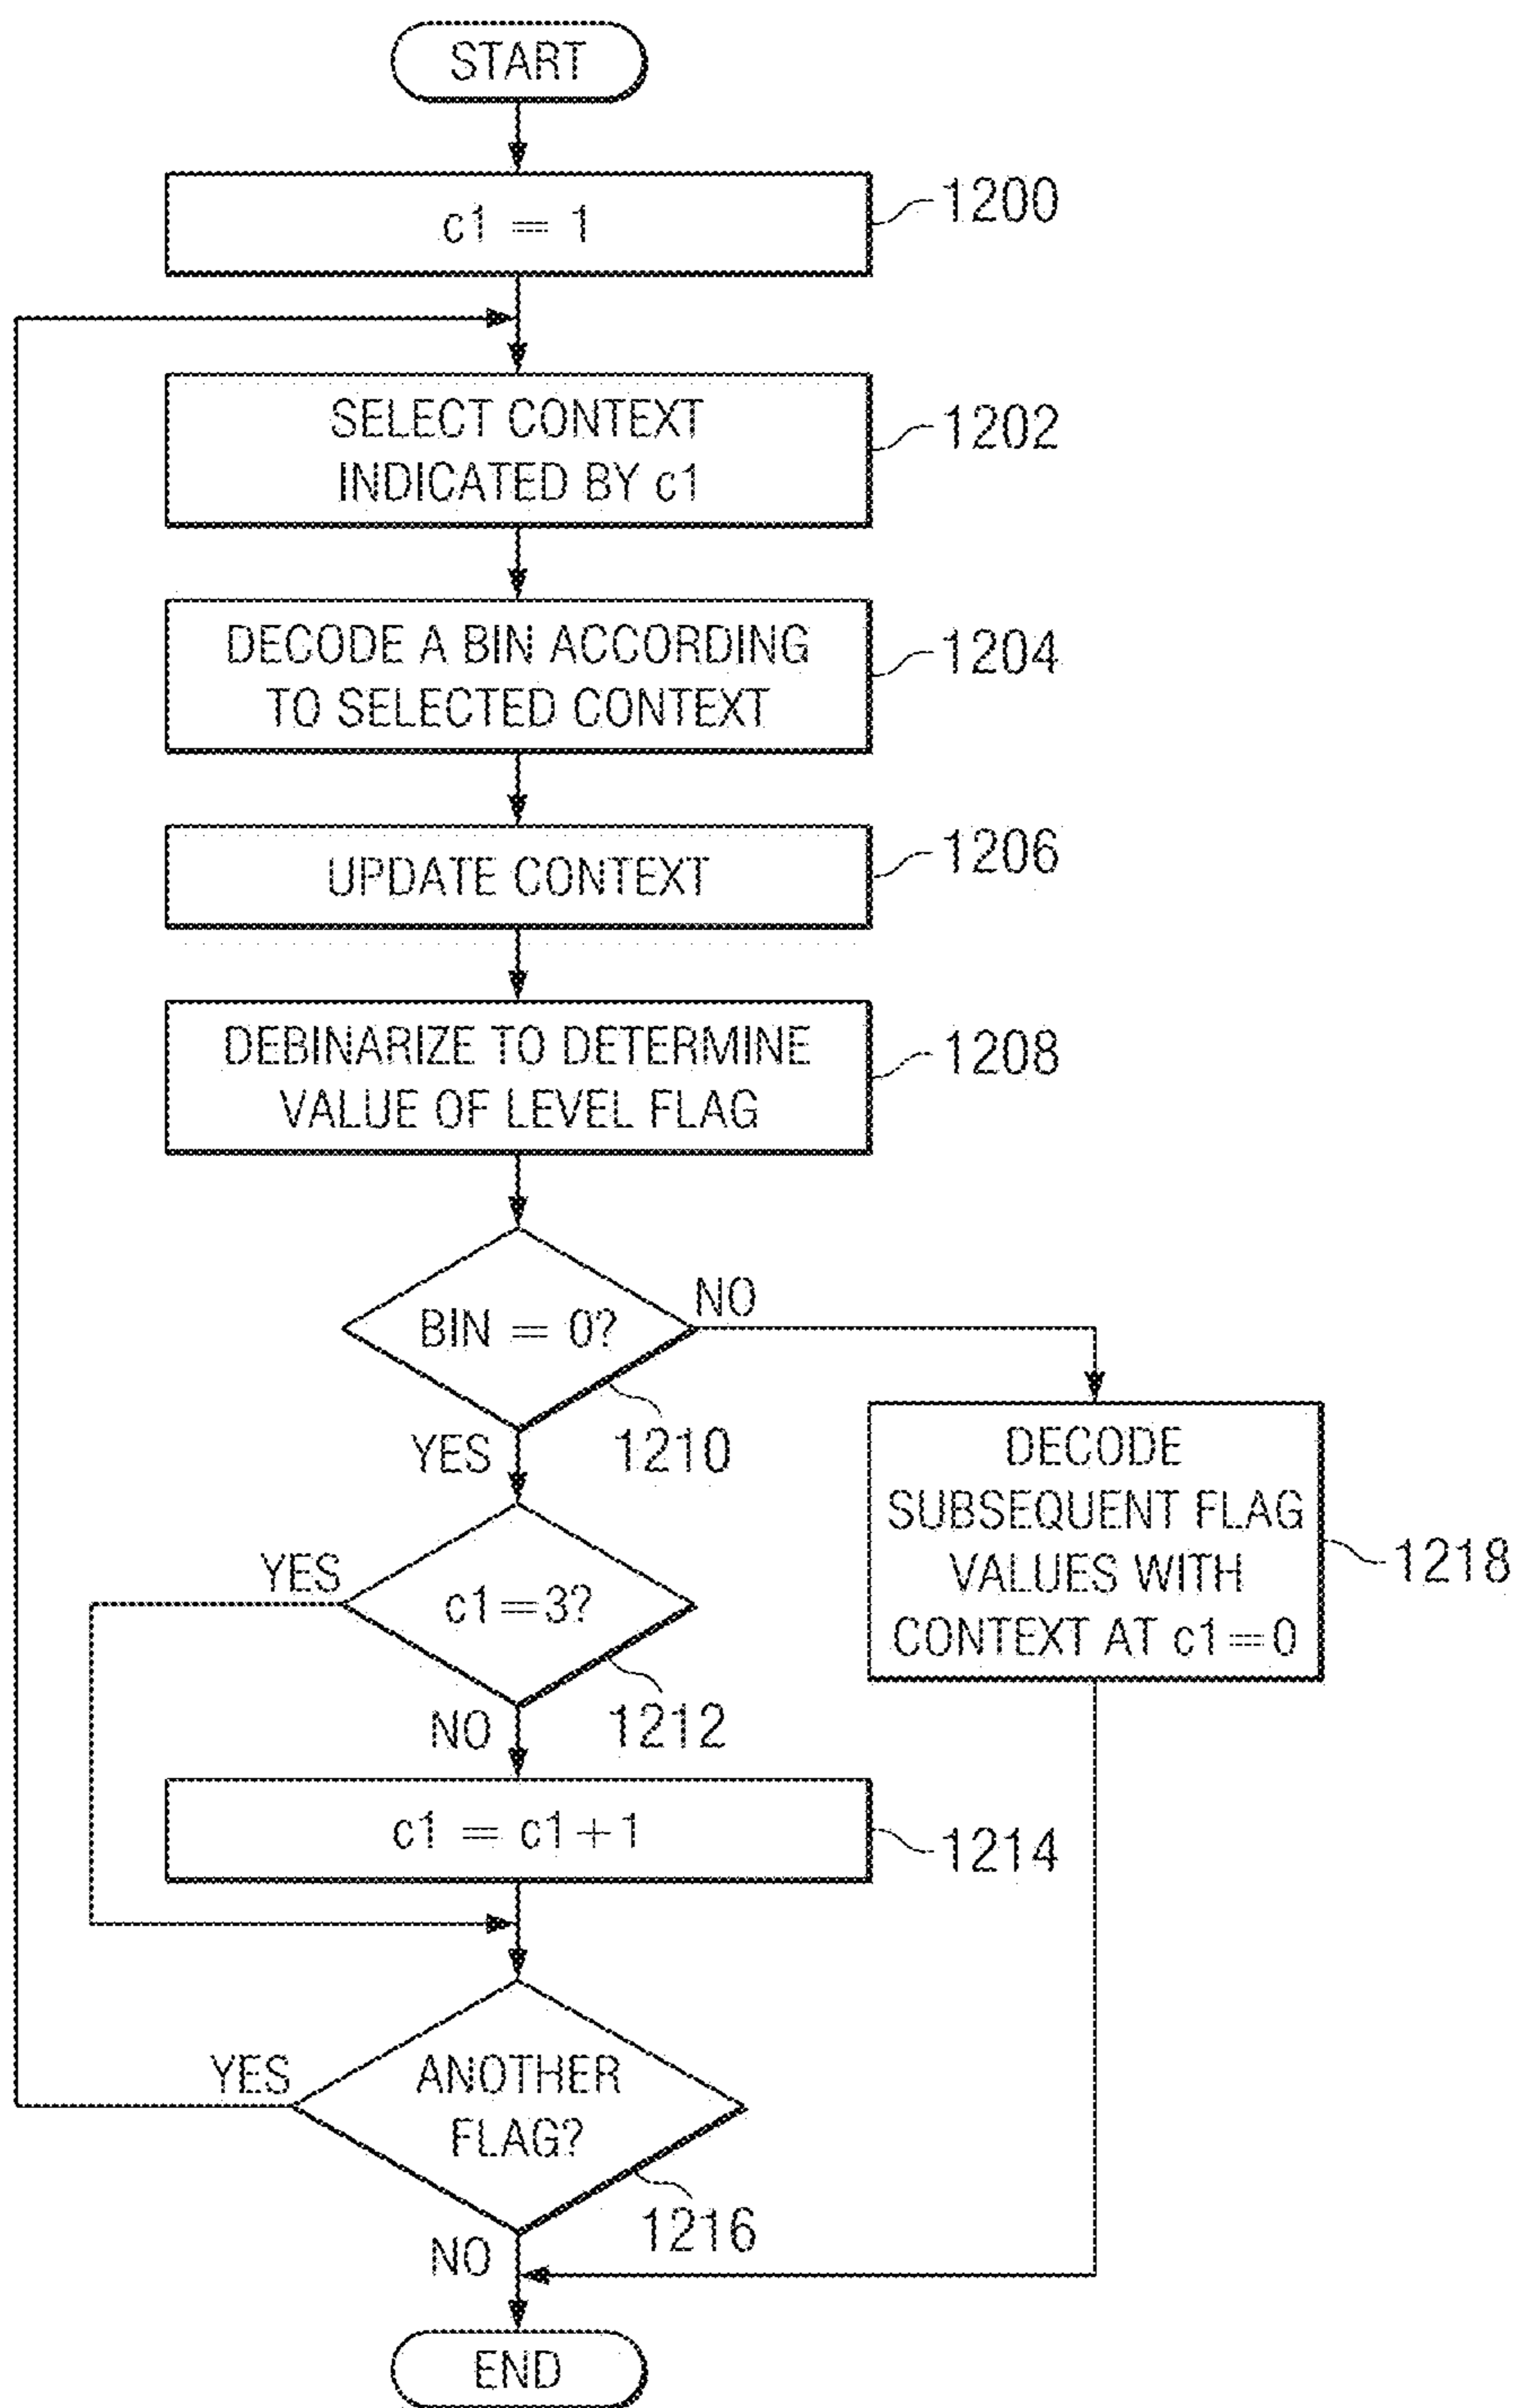 START
c1 = 1
1200
SELECT CONTEXT
INDICATED BY c1
1202
DECODE A BIN ACCORDING
TO SELECTED CONTEXT
1204
UPDATE CONTEXT
1206
DEBINARIZE TO DETERMINE
VALUE OF LEVEL FLAG
1208
BIN = 0?
NO
1210
YES
DECODE
SUBSEQUENT FLAG
VALUES WITH
CONTEXT AT c1=0
1218
c1=3?
YES
1212
NO
c1 = c1+1
1214
ANOTHER
FLAG?
YES
1216
NO
END